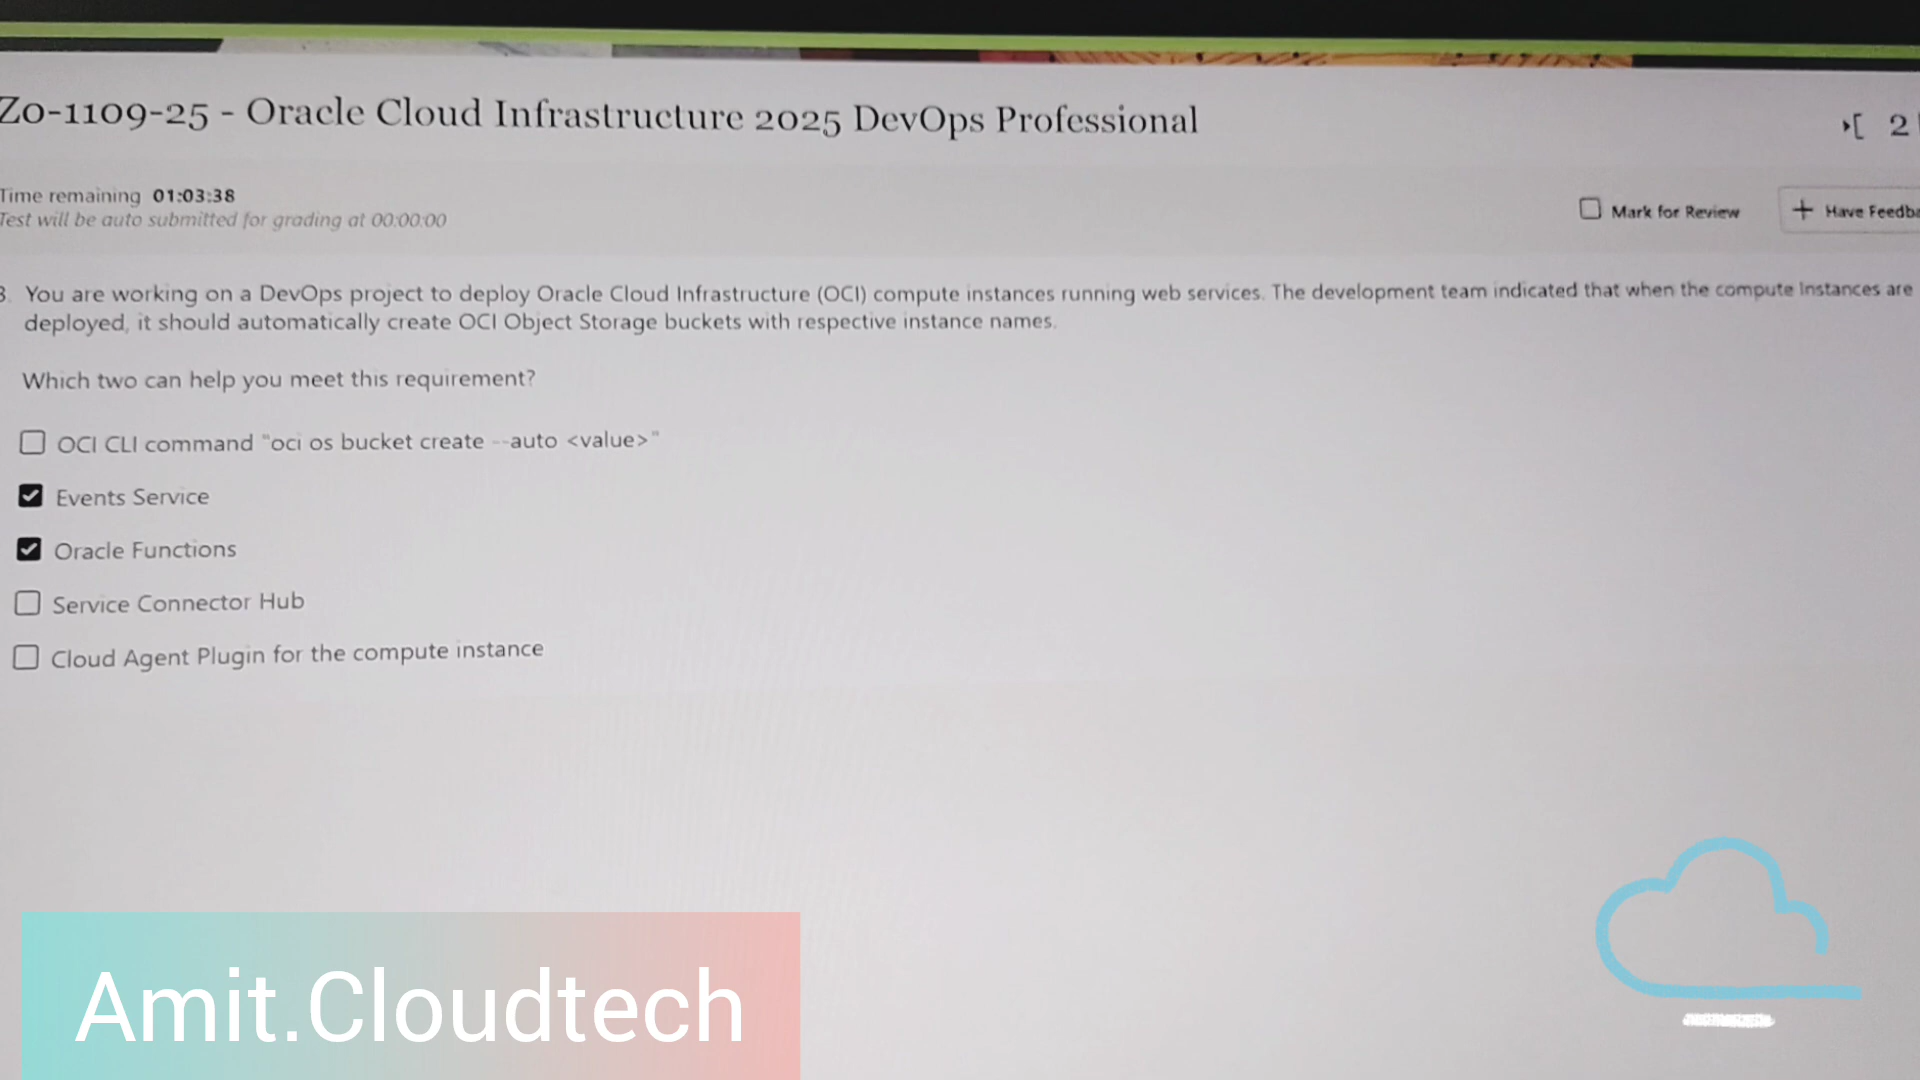 Z0-1109-25 - Oracle Cloud Infrastructure 2025 DevOps Professional
[ 2
Time remaining 01:03:38
Test will be auto submitted for grading at 00:00:00
Mark for Review
+ Have Feedba
3. You are working on a DevOps project to deploy Oracle Cloud Infrastructure (OCI) compute instances running web services. The development team indicated that when the compute Instances are
deployed, it should automatically create OCI Object Storage buckets with respective instance names.
Which two can help you meet this requirement?
OCI CLI command "oci os bucket create --auto <value>"
Events Service
Oracle Functions
Service Connector Hub
Cloud Agent Plugin for the compute instance
Amit.Cloudtech